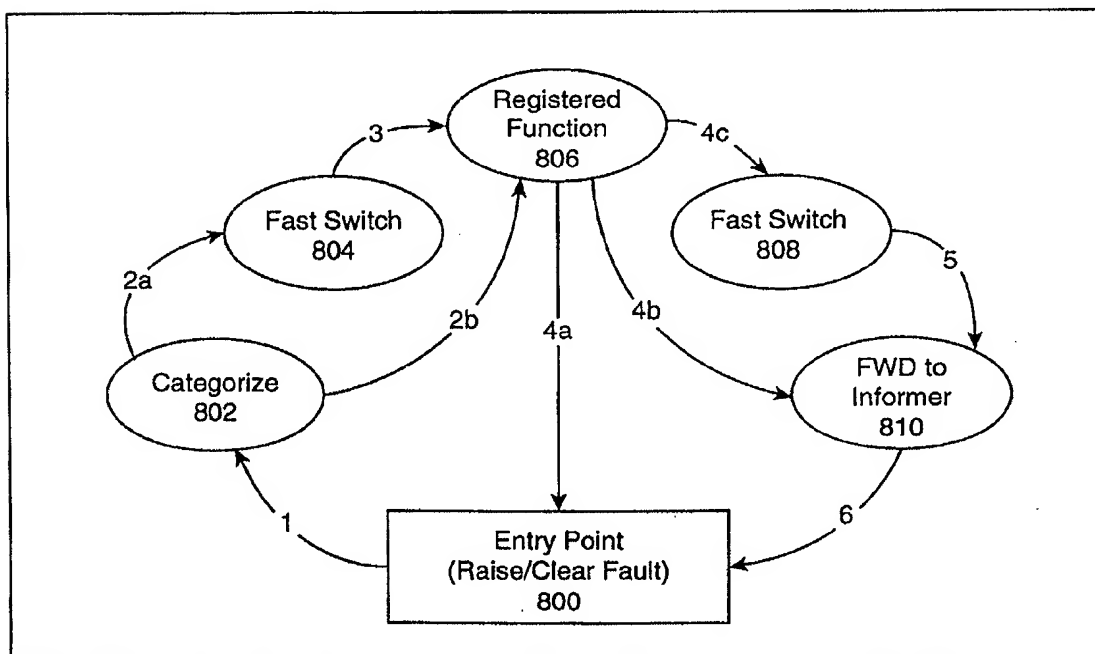 Registered
Function
806
3
4c
Fast Switch
804
Fast Switch
808
2a
2b
4a
4b
5
Categorize
802
FWD to
Informer
810
1
6
Entry Point
(Raise/Clear Fault)
800